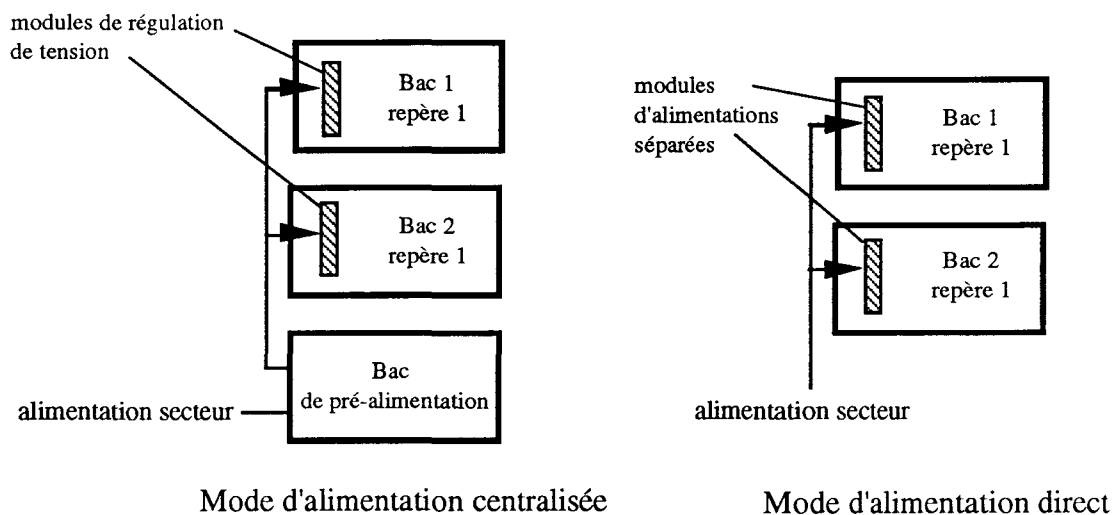 modules de régulation
de tension
Bac 1
repère 1
Bac 2
repère 1
Bac
de pré-alimentation
alimentation secteur
Mode d'alimentation centralisée
modules
d'alimentations
séparées
Bac 1
repère 1
Bac 2
repère 1
alimentation secteur
Mode d'alimentation direct